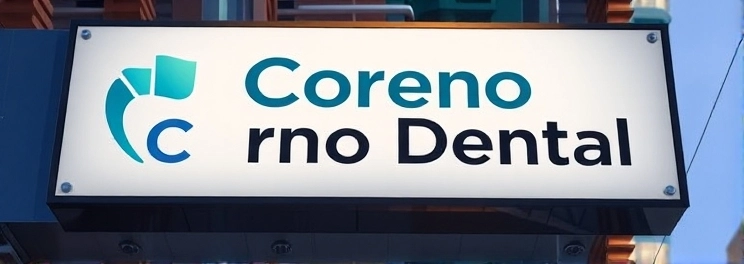 Coreno
C
rno Dental